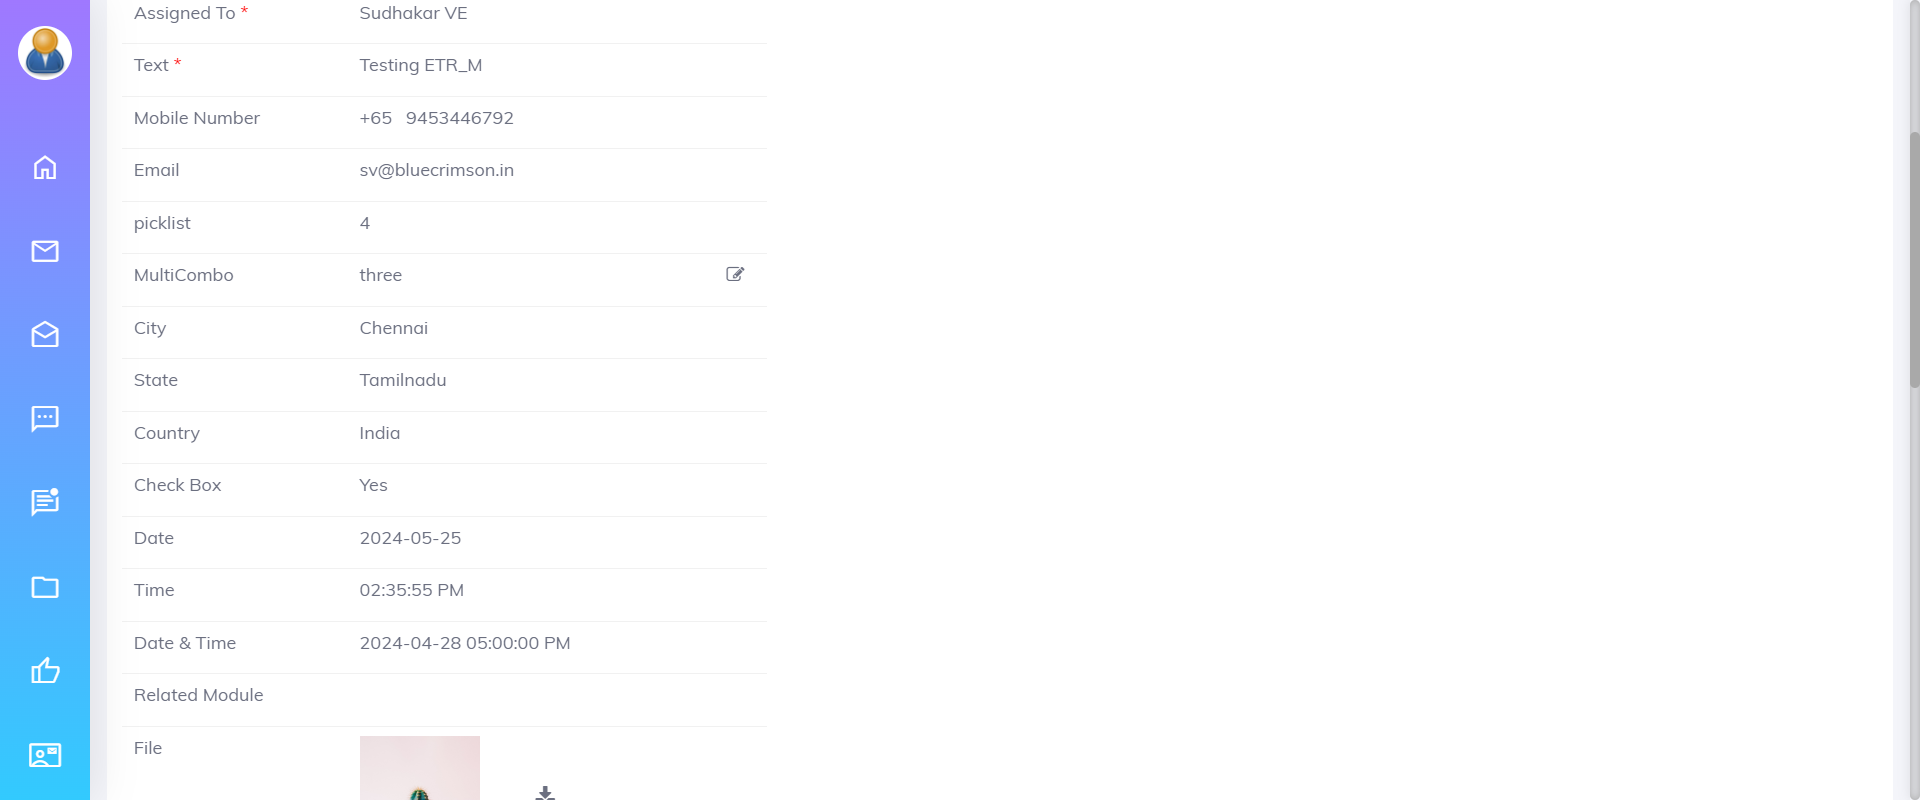 Assigned To * Sudhakar VE
Text * Testing ETR_M
Mobile Number +65 9453446792
Email sv@bluecrimson.in
picklist 4
MultiCombo three
City Chennai
State Tamilnadu
Country India
Check Box Yes
Date 2024-05-25
Time 02:35:55 PM
Date & Time 2024-04-28 05:00:00 PM
Related Module
File